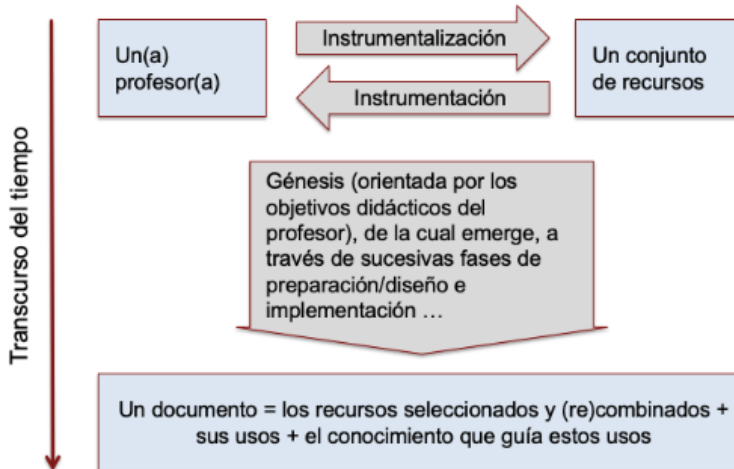 Un(a)
profesor(a)
Instrumentalización
Instrumentación
Un conjunto
de recursos
Transcurso del tiempo
Génesis (orientada por los
objetivos didácticos del
profesor), de la cual emerge, a
través de sucesivas fases de
preparación/diseño e
implementación …
Un documento = los recursos seleccionados y (re)combinados +
sus usos + el conocimiento que guía estos usos